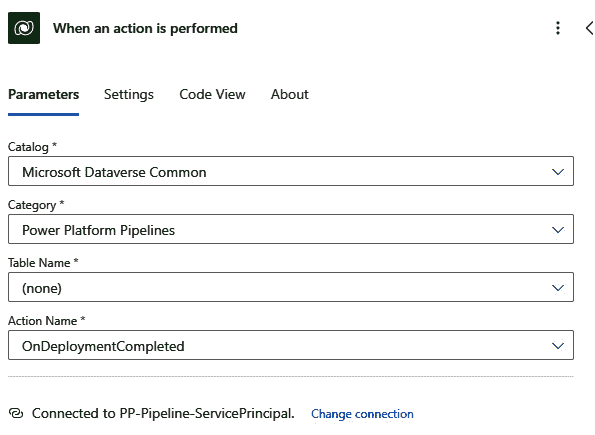 When an action is performed
Parameters Settings Code View About
Catalog *
Microsoft Dataverse Common
Category *
Power Platform Pipelines
Table Name *
(none)
Action Name *
OnDeploymentCompleted
Connected to PP-Pipeline-ServicePrincipal. Change connection